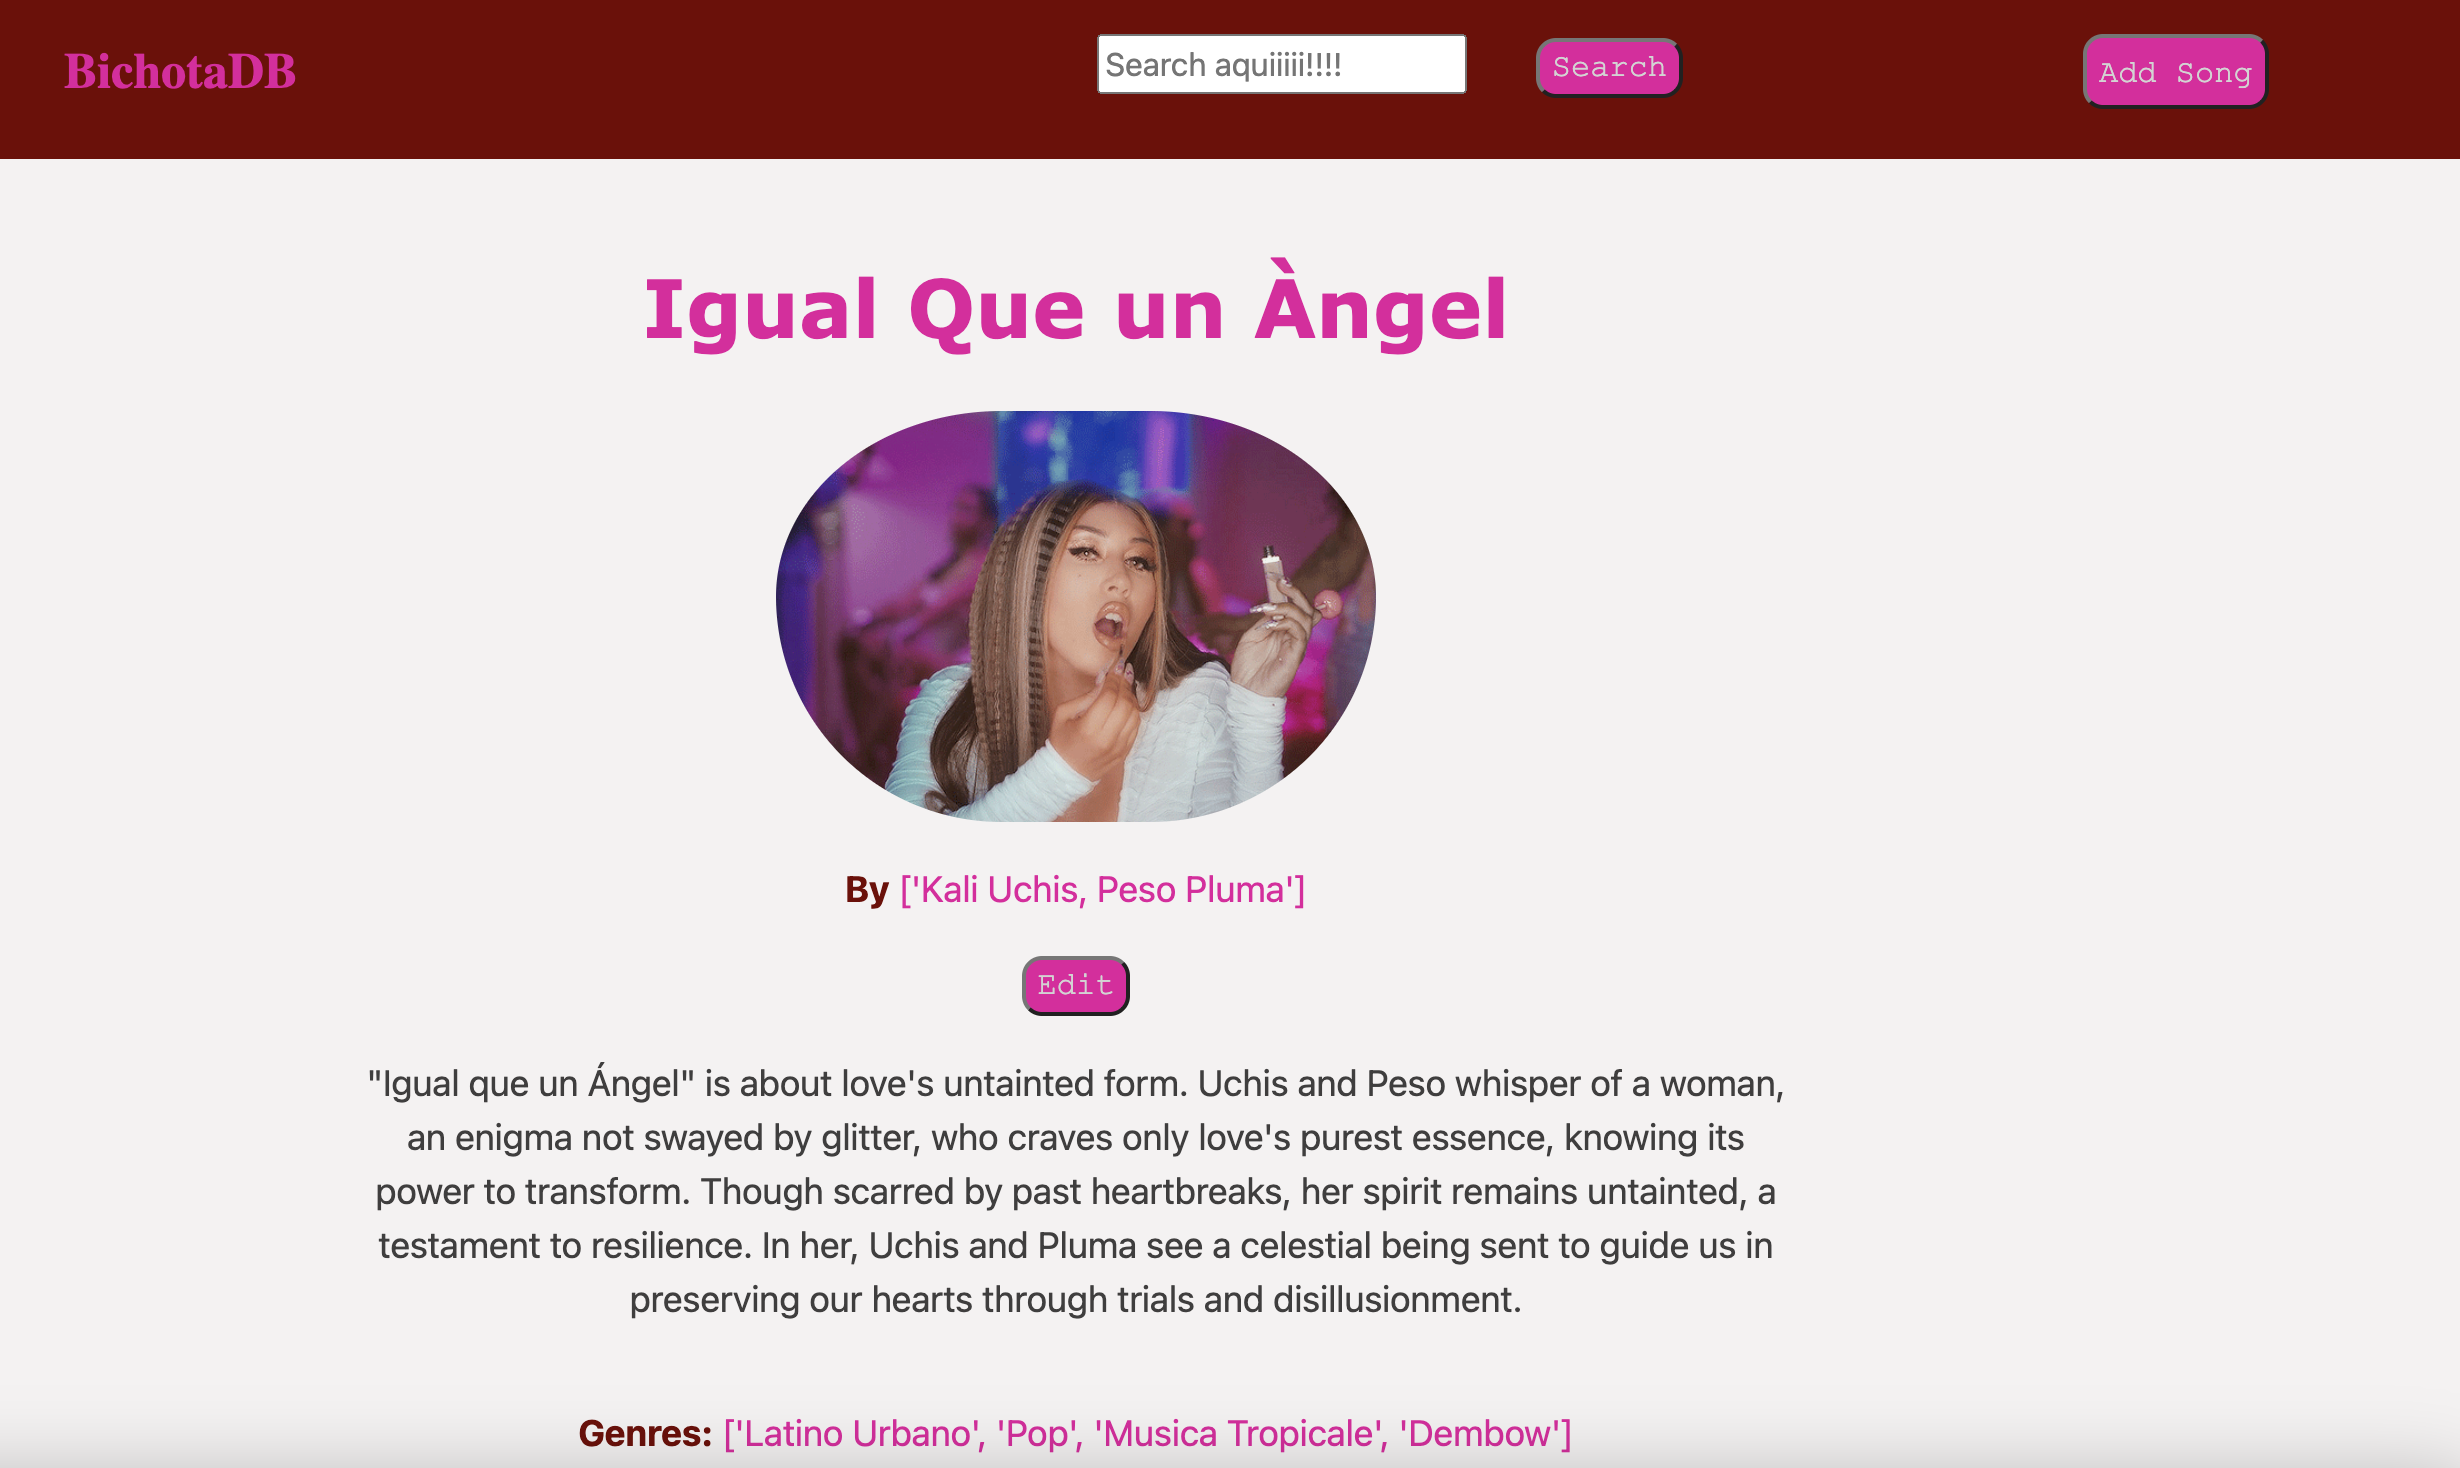 BichotaDB
Search aquiiiii!!!!
Search
Add Song
Igual Que un Àngel
By ['Kali Uchis, Peso Pluma']
Edit
"Igual que un Ángel" is about love's untainted form. Uchis and Peso whisper of a woman,
an enigma not swayed by glitter, who craves only love's purest essence, knowing its
power to transform. Though scarred by past heartbreaks, her spirit remains untainted, a
testament to resilience. In her, Uchis and Pluma see a celestial being sent to guide us in
preserving our hearts through trials and disillusionment.
Genres: ['Latino Urbano', 'Pop', 'Musica Tropicale', 'Dembow']